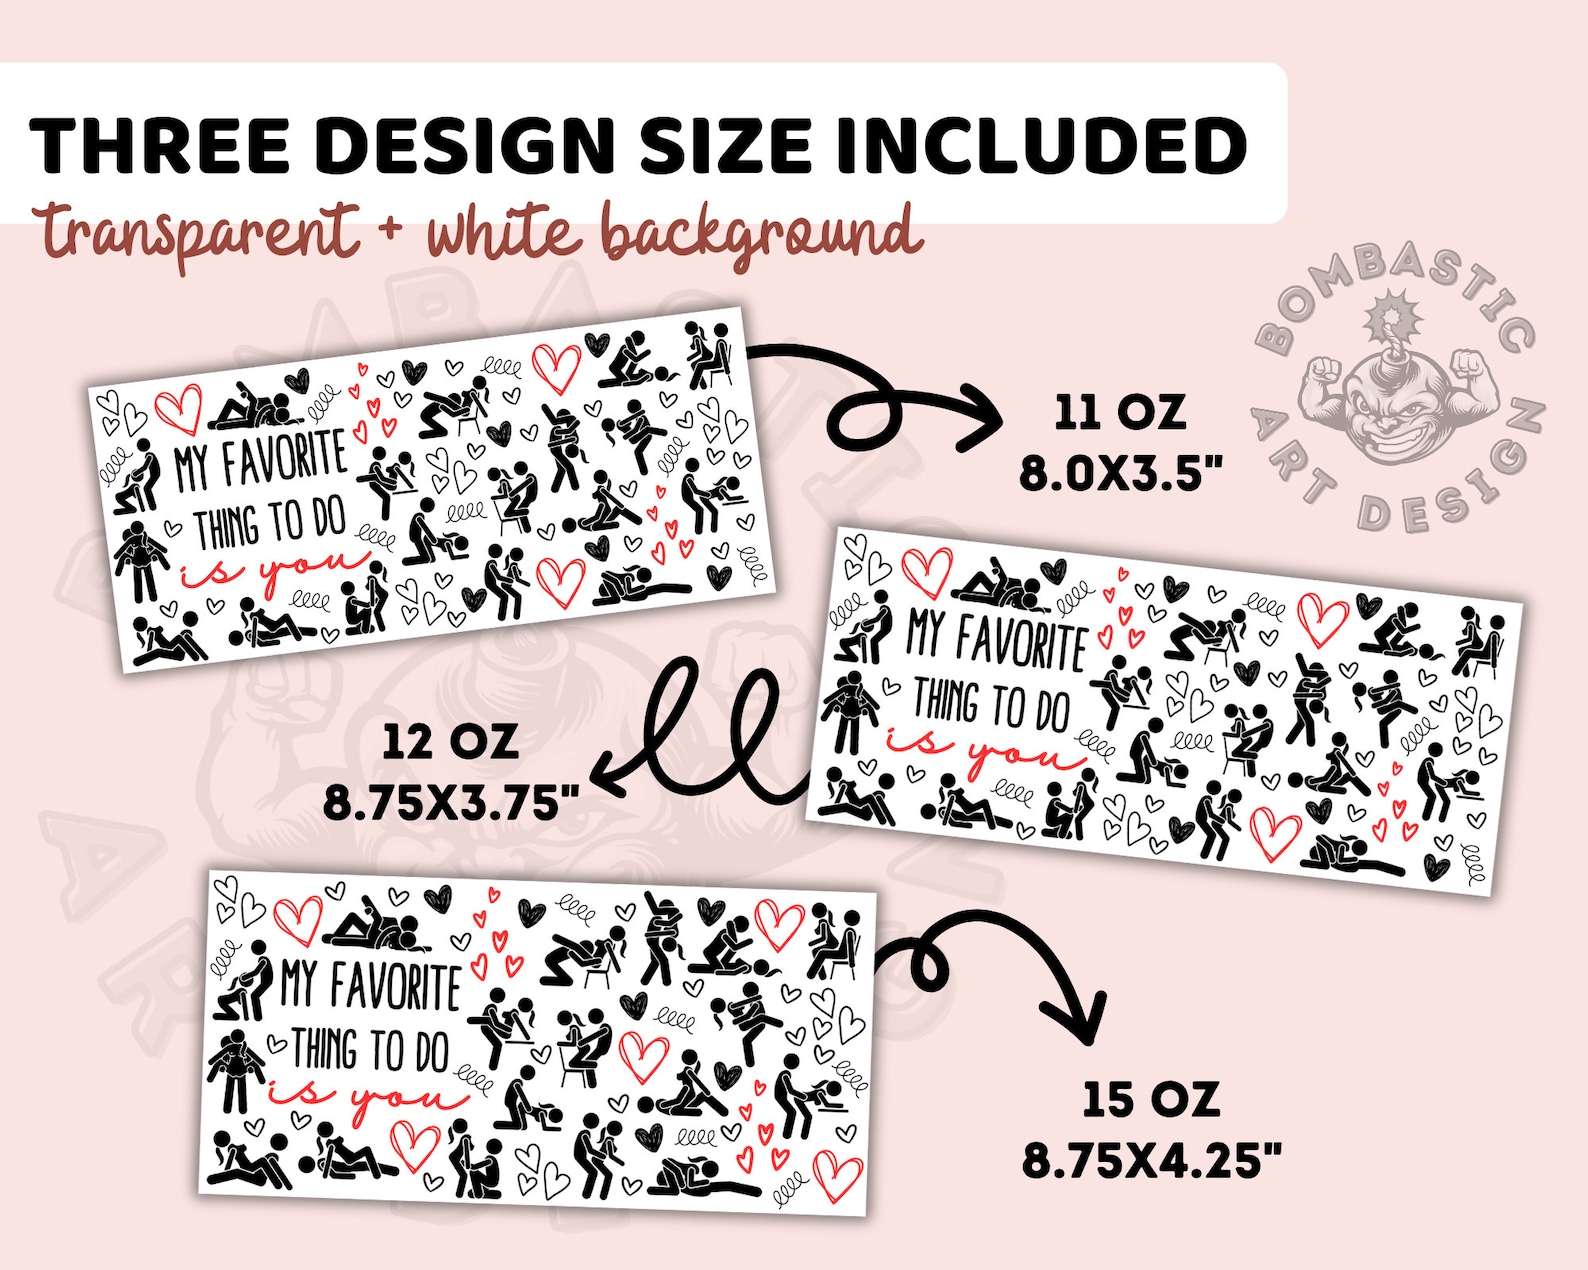 THREE DESIGN SIZE INCLUDED
transparent + white background
BOMBASTIC
ART DESIGN
MY FAVORITE
THING TO DO
is you
11 OZ
8.0X3.5"
MY FAVORITE
THING TO DO
is you
12 OZ
8.75X3.75"
MY FAVORITE
THING TO DO
is you
15 OZ
8.75X4.25"